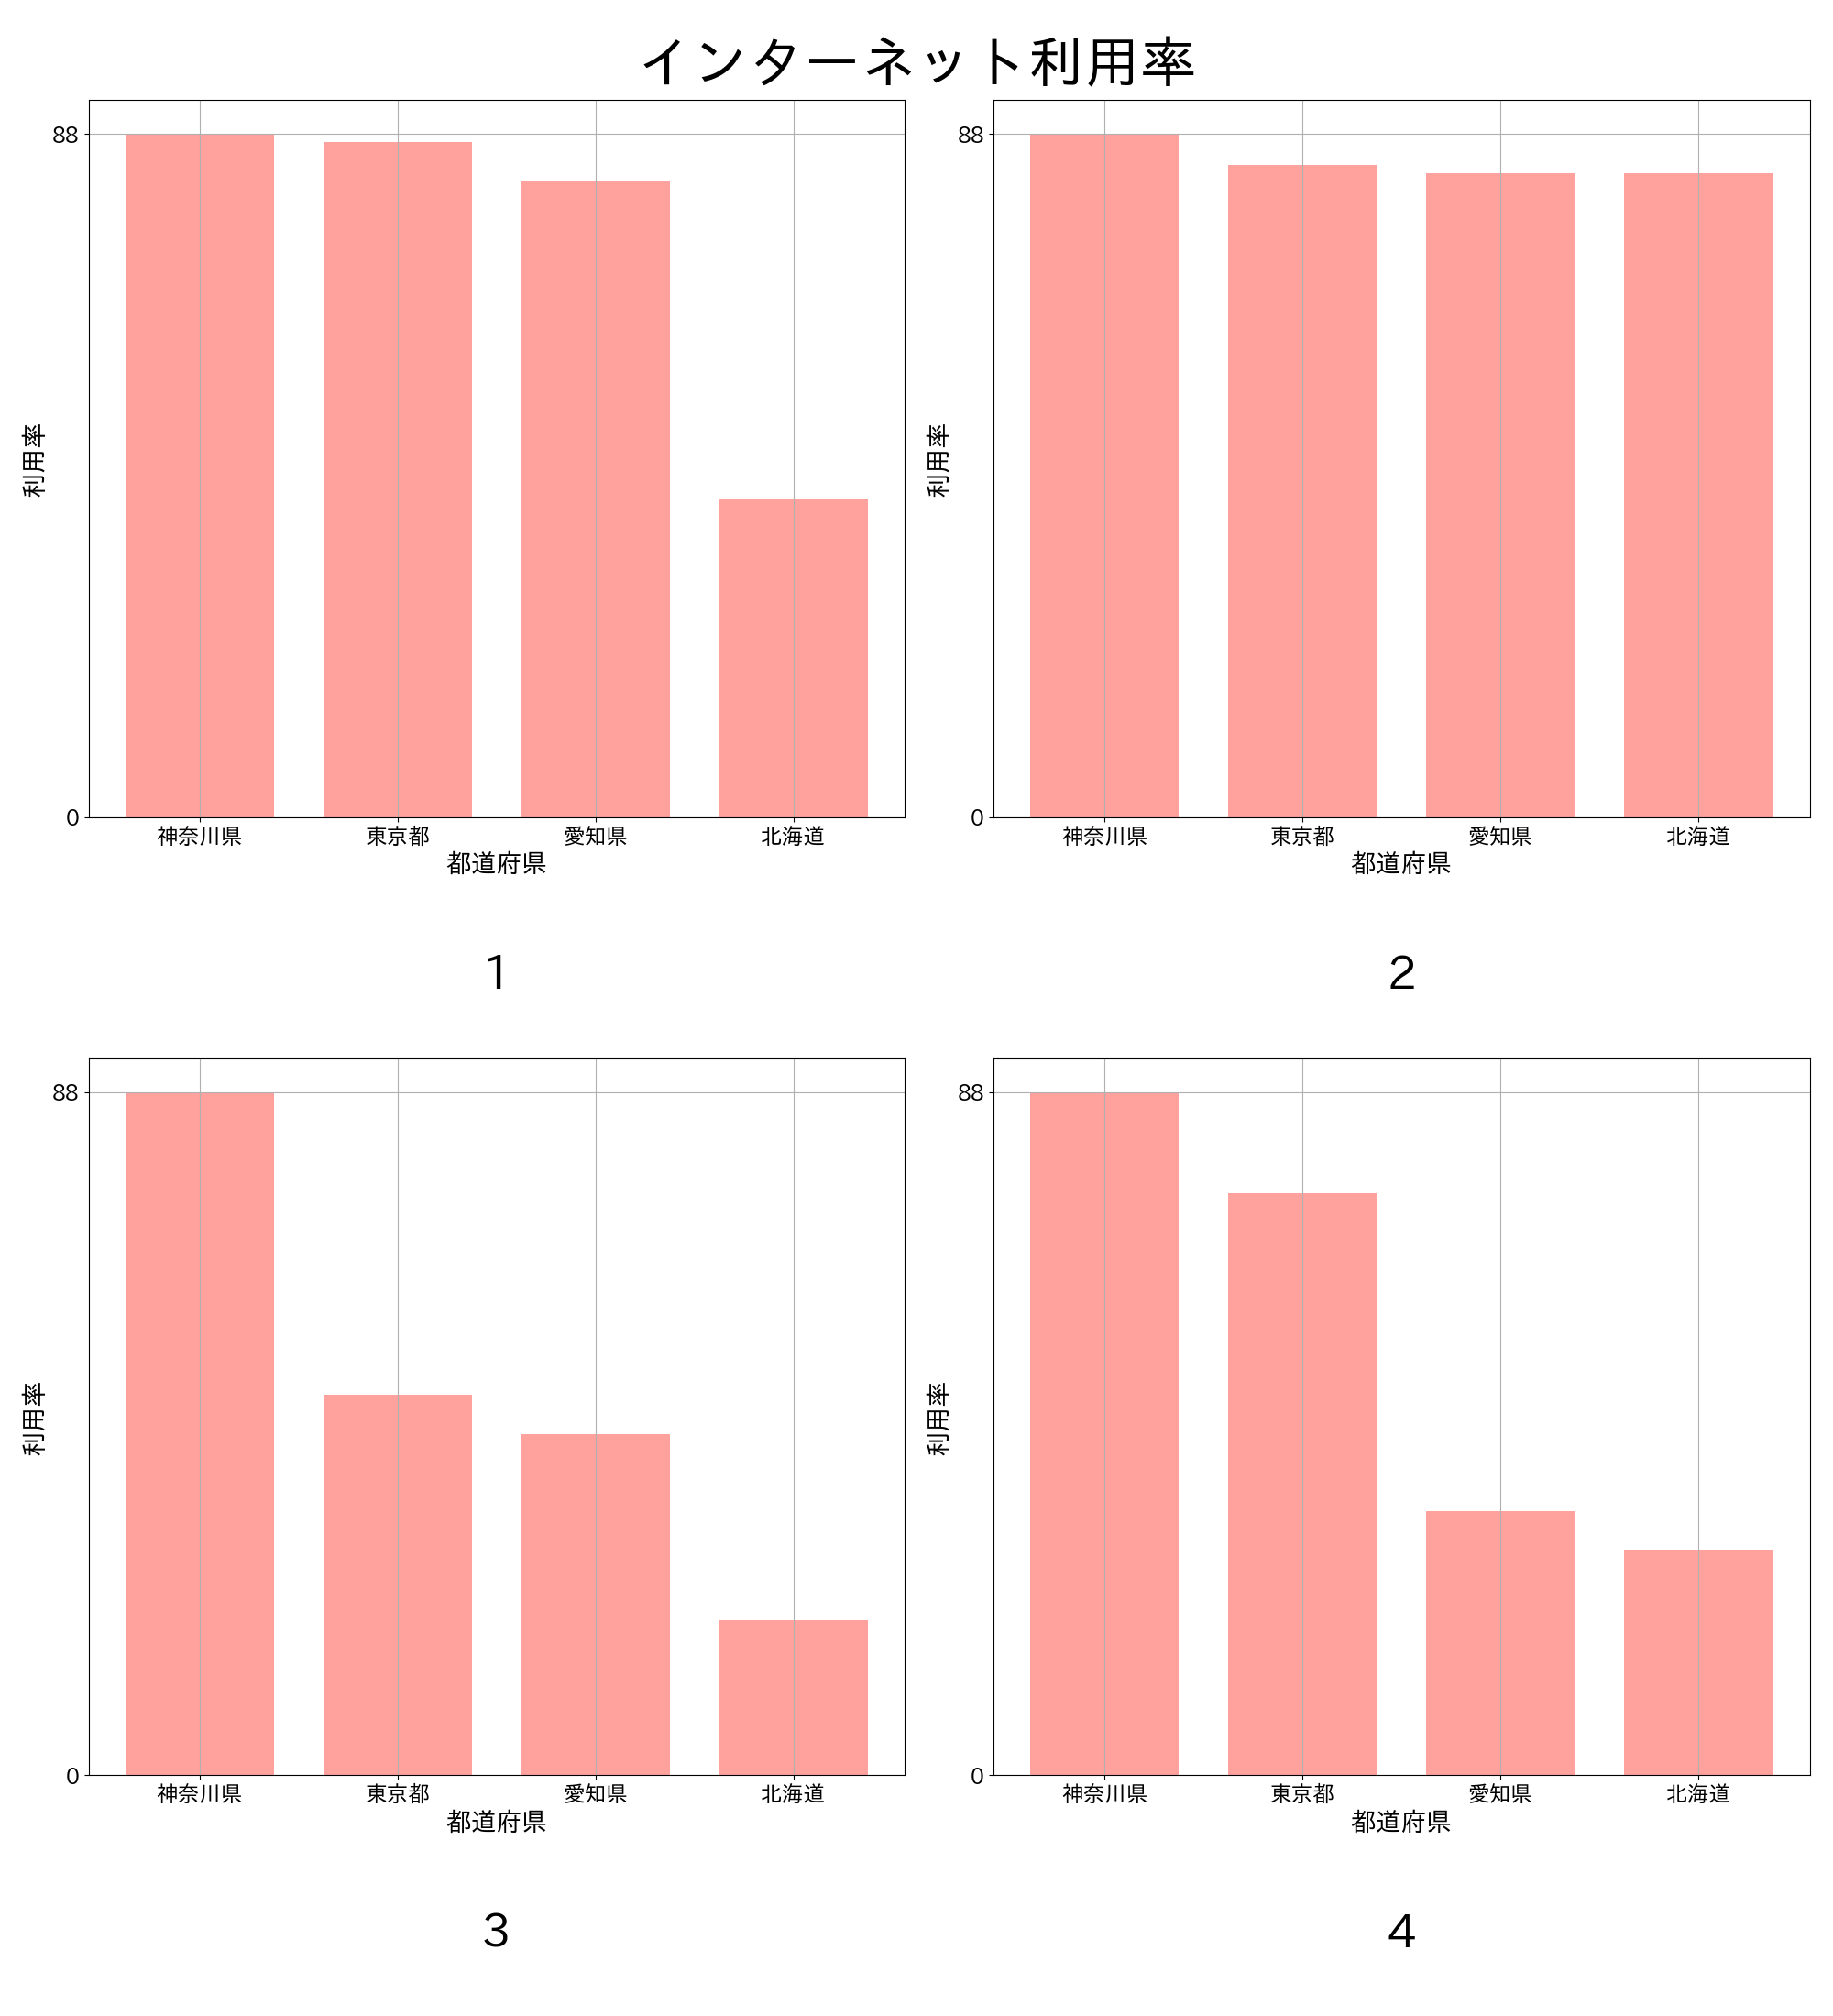 インターネット利用率
88
0
利用率
神奈川県 東京都 愛知県 北海道
都道府県
1
88
0
利用率
神奈川県 東京都 愛知県 北海道
都道府県
2
88
0
利用率
神奈川県 東京都 愛知県 北海道
都道府県
3
88
0
利用率
神奈川県 東京都 愛知県 北海道
都道府県
4